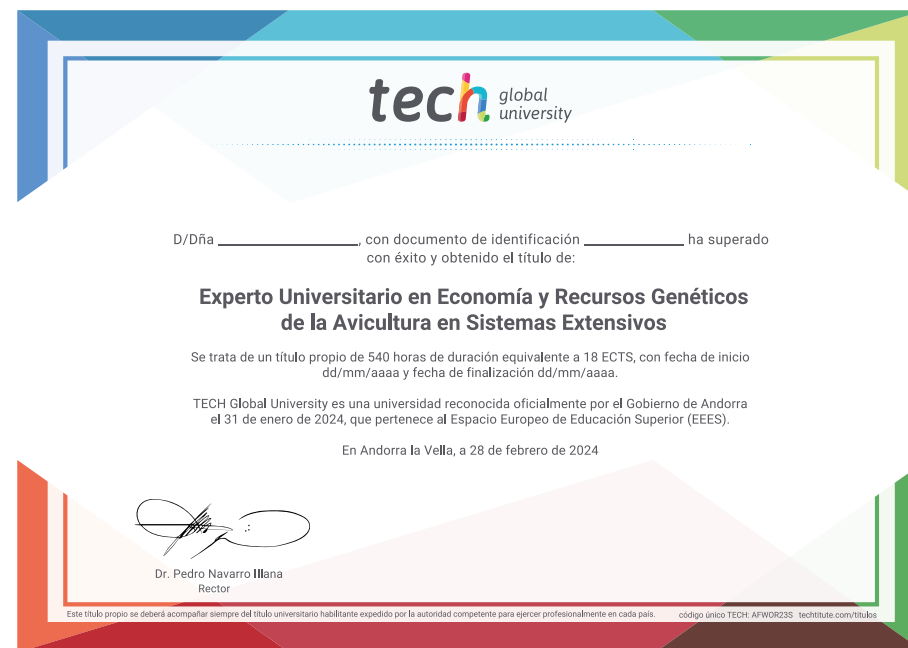 tech global university
D/Dña ______________, con documento de identificación __________ ha superado
con éxito y obtenido el título de:
Experto Universitario en Economía y Recursos Genéticos
de la Avicultura en Sistemas Extensivos
Se trata de un título propio de 540 horas de duración equivalente a 18 ECTS, con fecha de inicio
dd/mm/aaaa y fecha de finalización dd/mm/aaaa.
TECH Global University es una universidad reconocida oficialmente por el Gobierno de Andorra
el 31 de enero de 2024, que pertenece al Espacio Europeo de Educación Superior (EEES).
En Andorra la Vella, a 28 de febrero de 2024
Dr. Pedro Navarro Illana
Rector
Este título propio se deberá acompañar siempre del título universitario habilitante expedido por la autoridad competente para ejercer profesionalmente en cada país. código único TECH: AFWOR23S techtitute.com/titulos